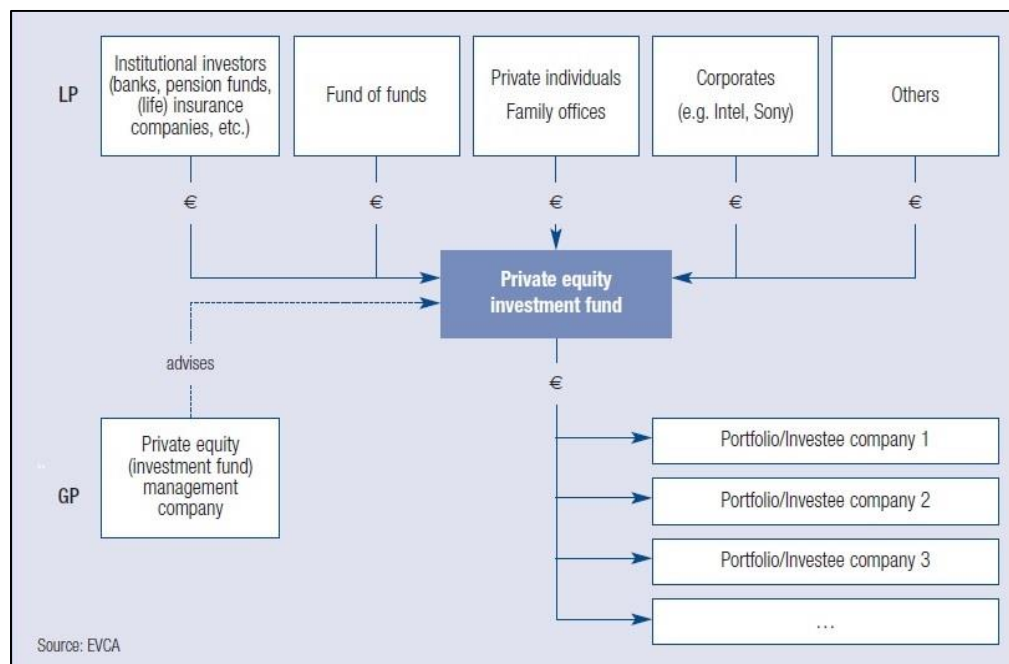 LP
Institutional investors
(banks, pension funds,
(life) insurance
companies, etc.)
Fund of funds
Private individuals
Family offices
Corporates
(e.g. Intel, Sony)
Others
€
€
€
€
€
Private equity
investment fund
advises
€
GP
Private equity
(investment fund)
management
company
Portfolio/Investee company 1
Portfolio/Investee company 2
Portfolio/Investee company 3
...
Source: EVCA